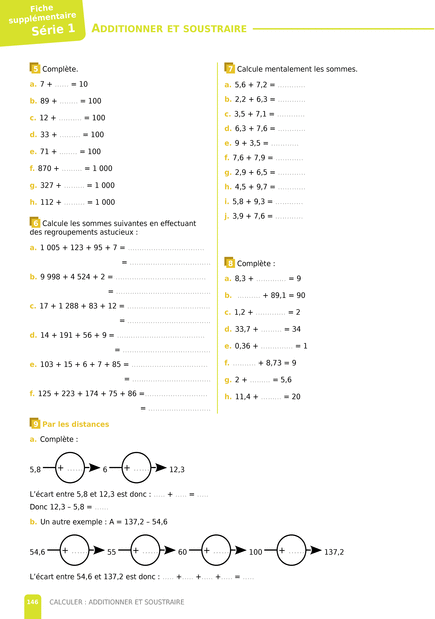 Fiche
supplémentaire
Série 1
ADDITIONNER ET SOUSTRAIRE
5 Complète.
a. 7 + ...... = 10
b. 89 + ........ = 100
c. 12 + .......... = 100
d. 33 + .......... = 100
e. 71 + ........ = 100
f. 870 + ......... = 1 000
g. 327 + ......... = 1 000
h. 112 + ......... = 1 000
6 Calcule les sommes suivantes en effectuant
des regroupements astucieux :
a. 1 005 + 123 + 95 + 7 = ..................................
= ....................................
b. 9 998 + 4 524 + 2 = ........................................
= ............................................
c. 17 + 1 288 + 83 + 12 = .....................................
= ........................................
d. 14 + 191 + 56 + 9 = .........................................
= ..........................................
e. 103 + 15 + 6 + 7 + 85 = ...................................
= ...................................
f. 125 + 223 + 174 + 75 + 86 = ...........................
= ...........................
7 Calcule mentalement les sommes.
a. 5,6 + 7,2 = ............
b. 2,2 + 6,3 = ............
c. 3,5 + 7,1 = ............
d. 6,3 + 7,6 = ............
e. 9 + 3,5 = ............
f. 7,6 + 7,9 = ............
g. 2,9 + 6,5 = ............
h. 4,5 + 9,7 = ............
i. 5,8 + 9,3 = ............
j. 3,9 + 7,6 = ............
8 Complète :
a. 8,3 + ............ = 9
b. .......... + 89,1 = 90
c. 1,2 + ............ = 2
d. 33,7 + ......... = 34
e. 0,36 + ............ = 1
f. .......... + 8,73 = 9
g. 2 + ......... = 5,6
h. 11,4 + ......... = 20
9 Par les distances
a. Complète :
5,8 + ...... 6 + ...... 12,3
L'écart entre 5,8 et 12,3 est donc : ..... + ..... = .....
Donc 12,3 – 5,8 = ......
b. Un autre exemple : A = 137,2 – 54,6
54,6 + ...... 55 + ...... 60 + ...... 100 + ...... 137,2
L'écart entre 54,6 et 137,2 est donc : ..... +..... +..... +..... = .....
146 CALCULER : ADDITIONNER ET SOUSTRAIRE